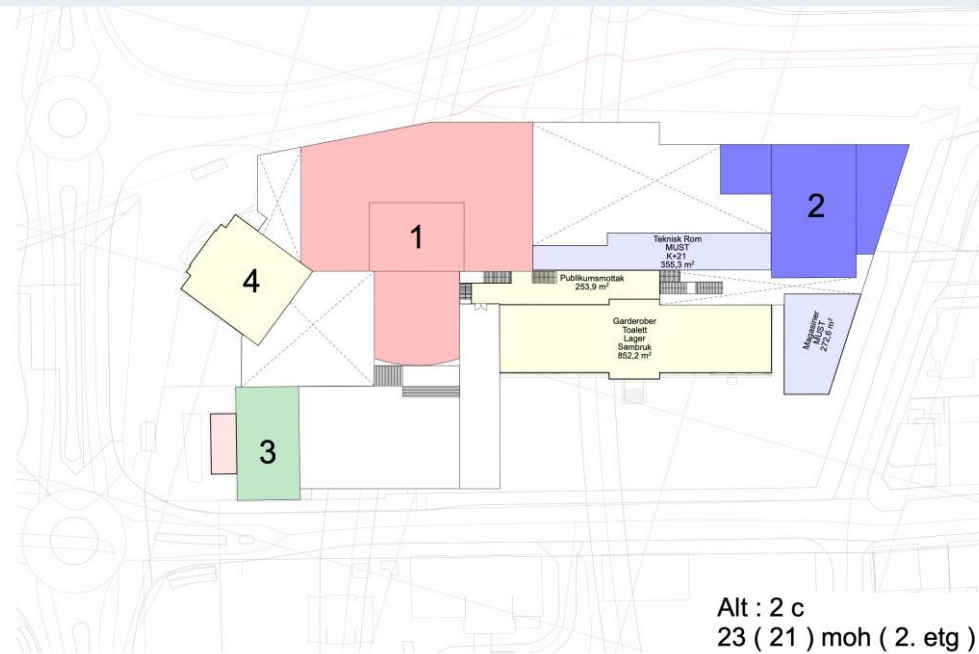 1
2
Teknisk Rom
MUST
K+21
355,3 m²
4
Publikumsmottak
253,9 m²
Garderober
Toalett
Lager
Sambruk
852,2 m²
Magasiner
MUST
272,6 m²
3
Alt : 2 c
23 ( 21 ) moh ( 2. etg )